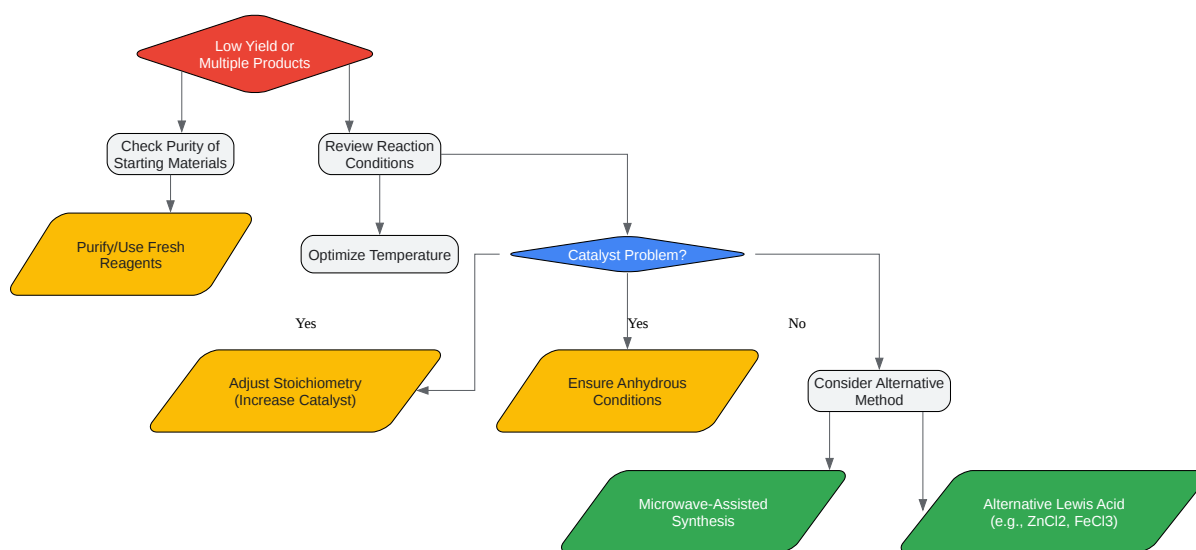 Low Yield or
Multiple Products
Check Purity of
Starting Materials
Review Reaction
Conditions
Purify/Use Fresh
Reagents
Optimize Temperature
Catalyst Problem?
Yes
Yes
No
Adjust Stoichiometry
(Increase Catalyst)
Ensure Anhydrous
Conditions
Consider Alternative
Method
Microwave-Assisted
Synthesis
Alternative Lewis Acid
(e.g., ZnCl2, FeCl3)